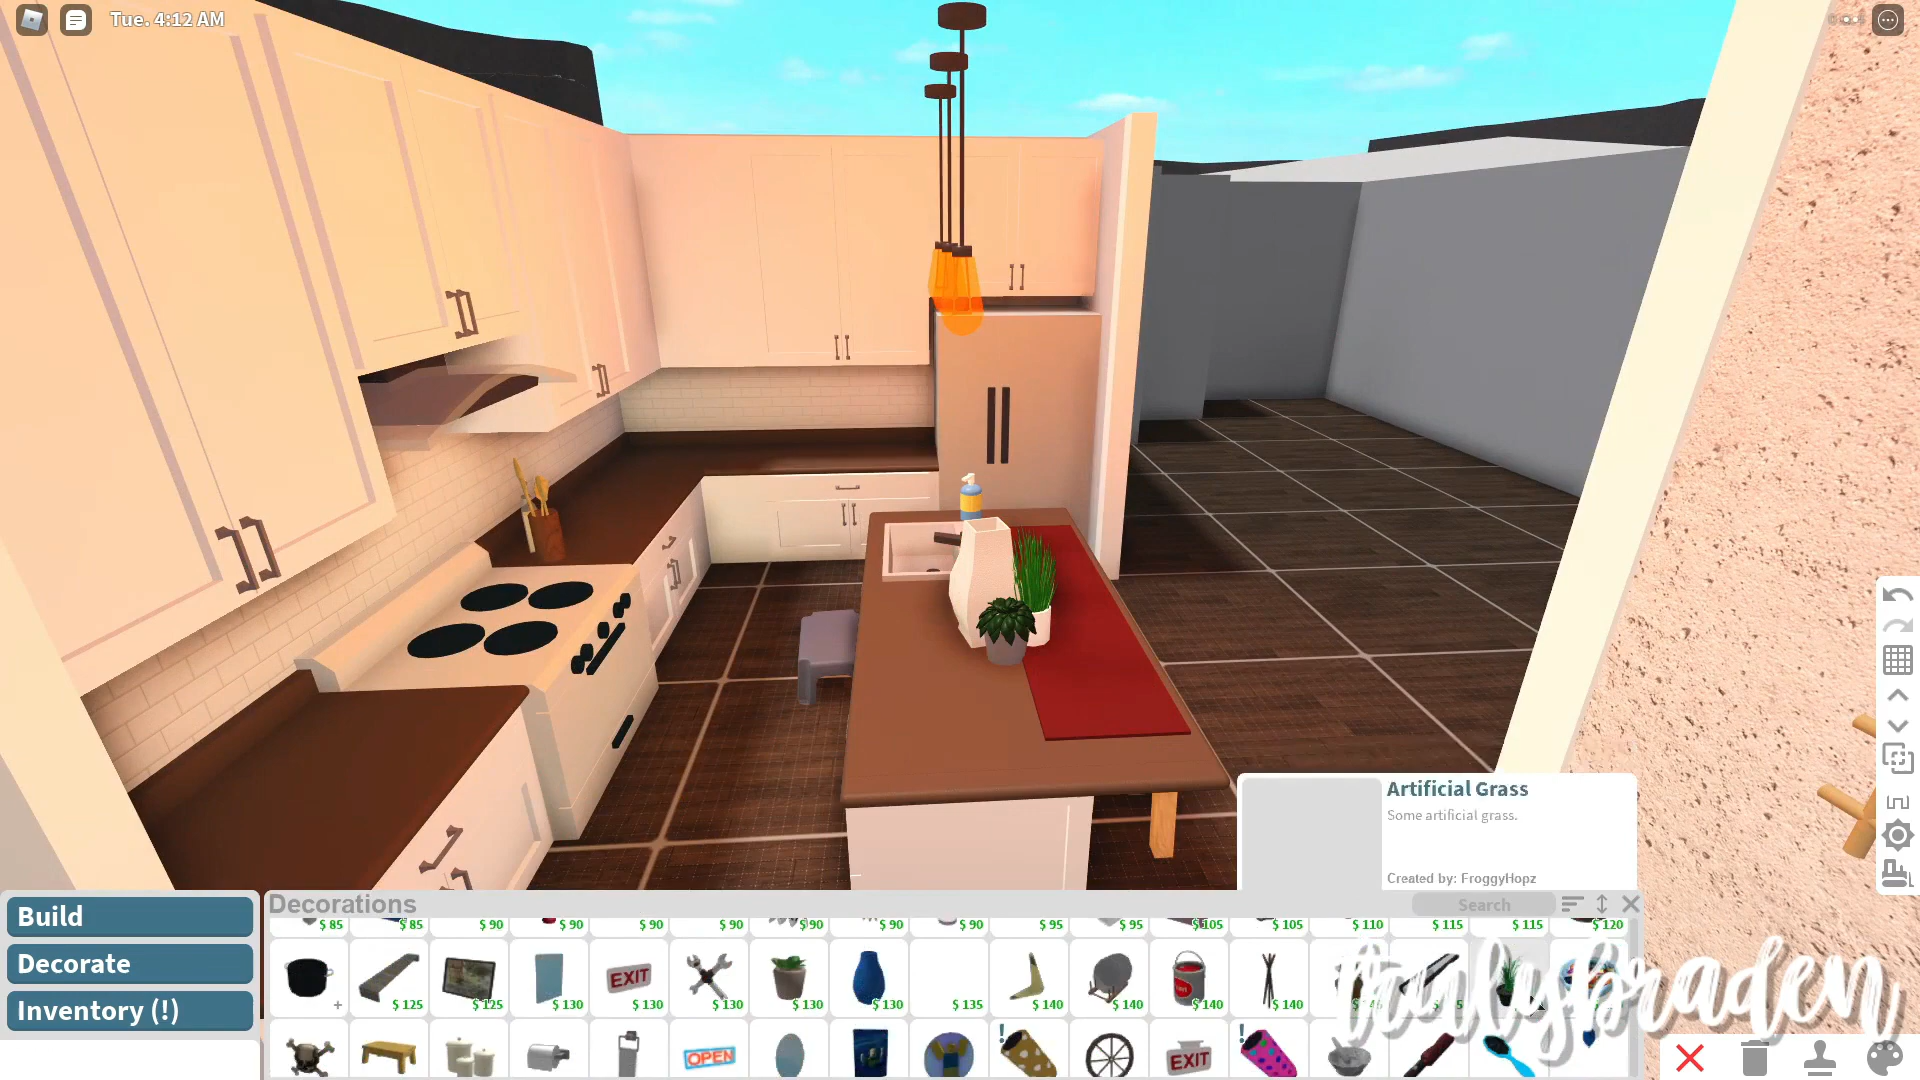 Tue. 4:12 AM
Artificial Grass
Some artificial grass.
Created by: FroggyHopz
Build
Decorate
Inventory (!)
Decorations
Search
$ 85 $ 85 $ 90 $ 90 $ 90 $ 90 $ 90 $ 90 $ 90 $ 95 $ 95 $ 105 $ 105 $ 110 $ 115 $ 115 $ 120
EXIT
+ $ 125 $ 125 $ 130 $ 130 $ 130 $ 130 $ 130 $ 135 $ 140 $ 140 $ 140 $ 140
trulybraden
OPEN
!
EXIT
!